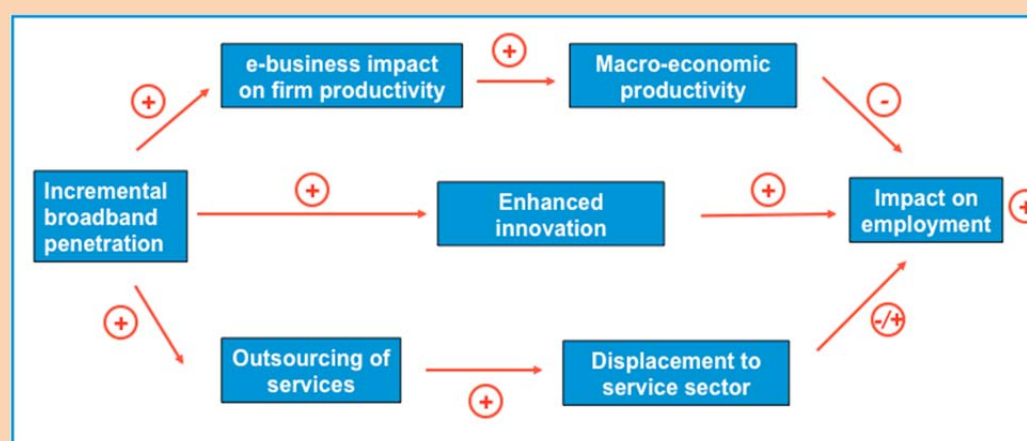 e-business impact
on firm productivity
+
Macro-economic
productivity
+
-
Incremental
broadband
penetration
+
Enhanced
innovation
+
Impact on
employment
+
+
Outsourcing of
services
+
Displacement to
service sector
-/+